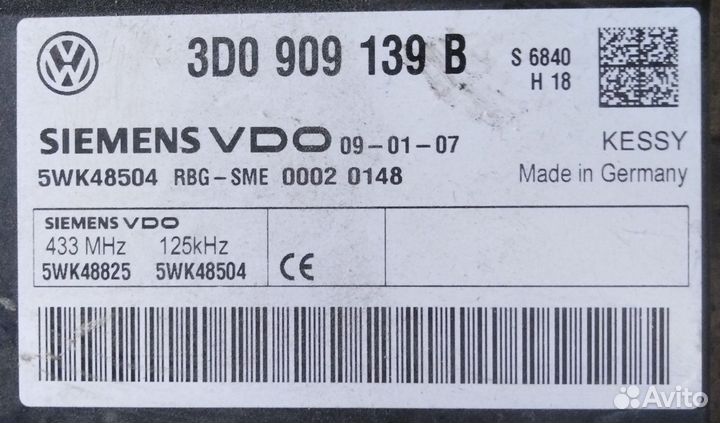 3D0 909 139 B
S 6840
H 18
SIEMENS VDO 09-01-07
KESSY
5WK48504 RBG-SME 0002 0148
Made in Germany
SIEMENS VDO
433 MHz 125kHz
5WK48825 5WK48504
CE
Avito